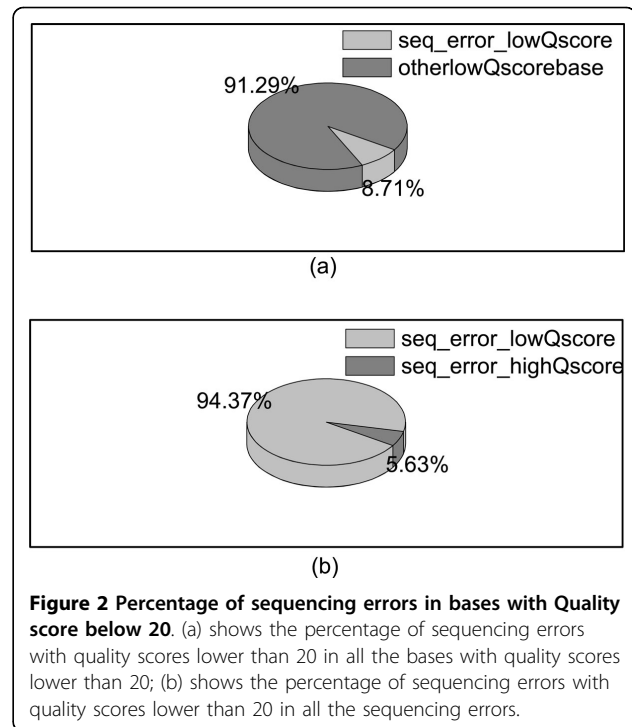 seq_error_lowQscore
otherlowQscorebase
91.29%
8.71%
(a)
seq_error_lowQscore
seq_error_highQscore
94.37%
5.63%
(b)
Figure 2 Percentage of sequencing errors in bases with Quality
score below 20. (a) shows the percentage of sequencing errors
with quality scores lower than 20 in all the bases with quality scores
lower than 20; (b) shows the percentage of sequencing errors with
quality scores lower than 20 in all the sequencing errors.